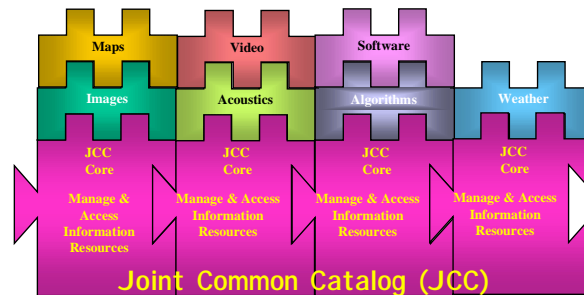 Maps
Video
Software
Images
Acoustics
Algorithms
Weather
JCC
Core
Manage &
Access
Information
Resources
JCC
Core
Manage & Access
Information
Resources
JCC
Core
Manage & Access
Information
Resources
JCC
Core
Manage & Access
Information
Resources
Joint Common Catalog (JCC)